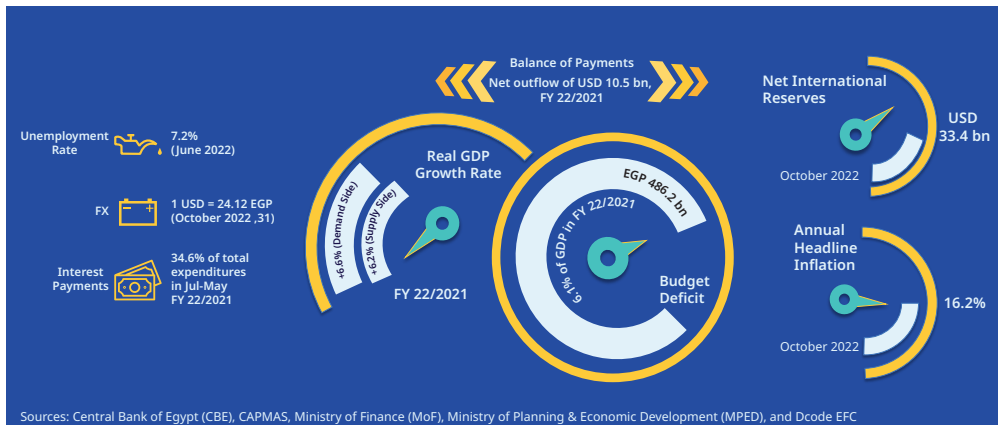 Balance of Payments
Net outflow of USD 10.5 bn,
FY 22/2021
Unemployment
Rate
7.2%
(June 2022)
FX
1 USD = 24.12 EGP
(October 2022 ,31)
Interest
Payments
34.6% of total
expenditures
in Jul-May
FY 22/2021
Real GDP
Growth Rate
+6.6% (Demand Side)
+6.2% (Supply Side)
FY 22/2021
EGP 486.2 bn
6.1% of GDP in FY 22/2021
Budget
Deficit
Net International
Reserves
USD
33.4 bn
October 2022
Annual
Headline
Inflation
16.2%
October 2022
Sources: Central Bank of Egypt (CBE), CAPMAS, Ministry of Finance (MoF), Ministry of Planning & Economic Development (MPED), and Dcode EFC